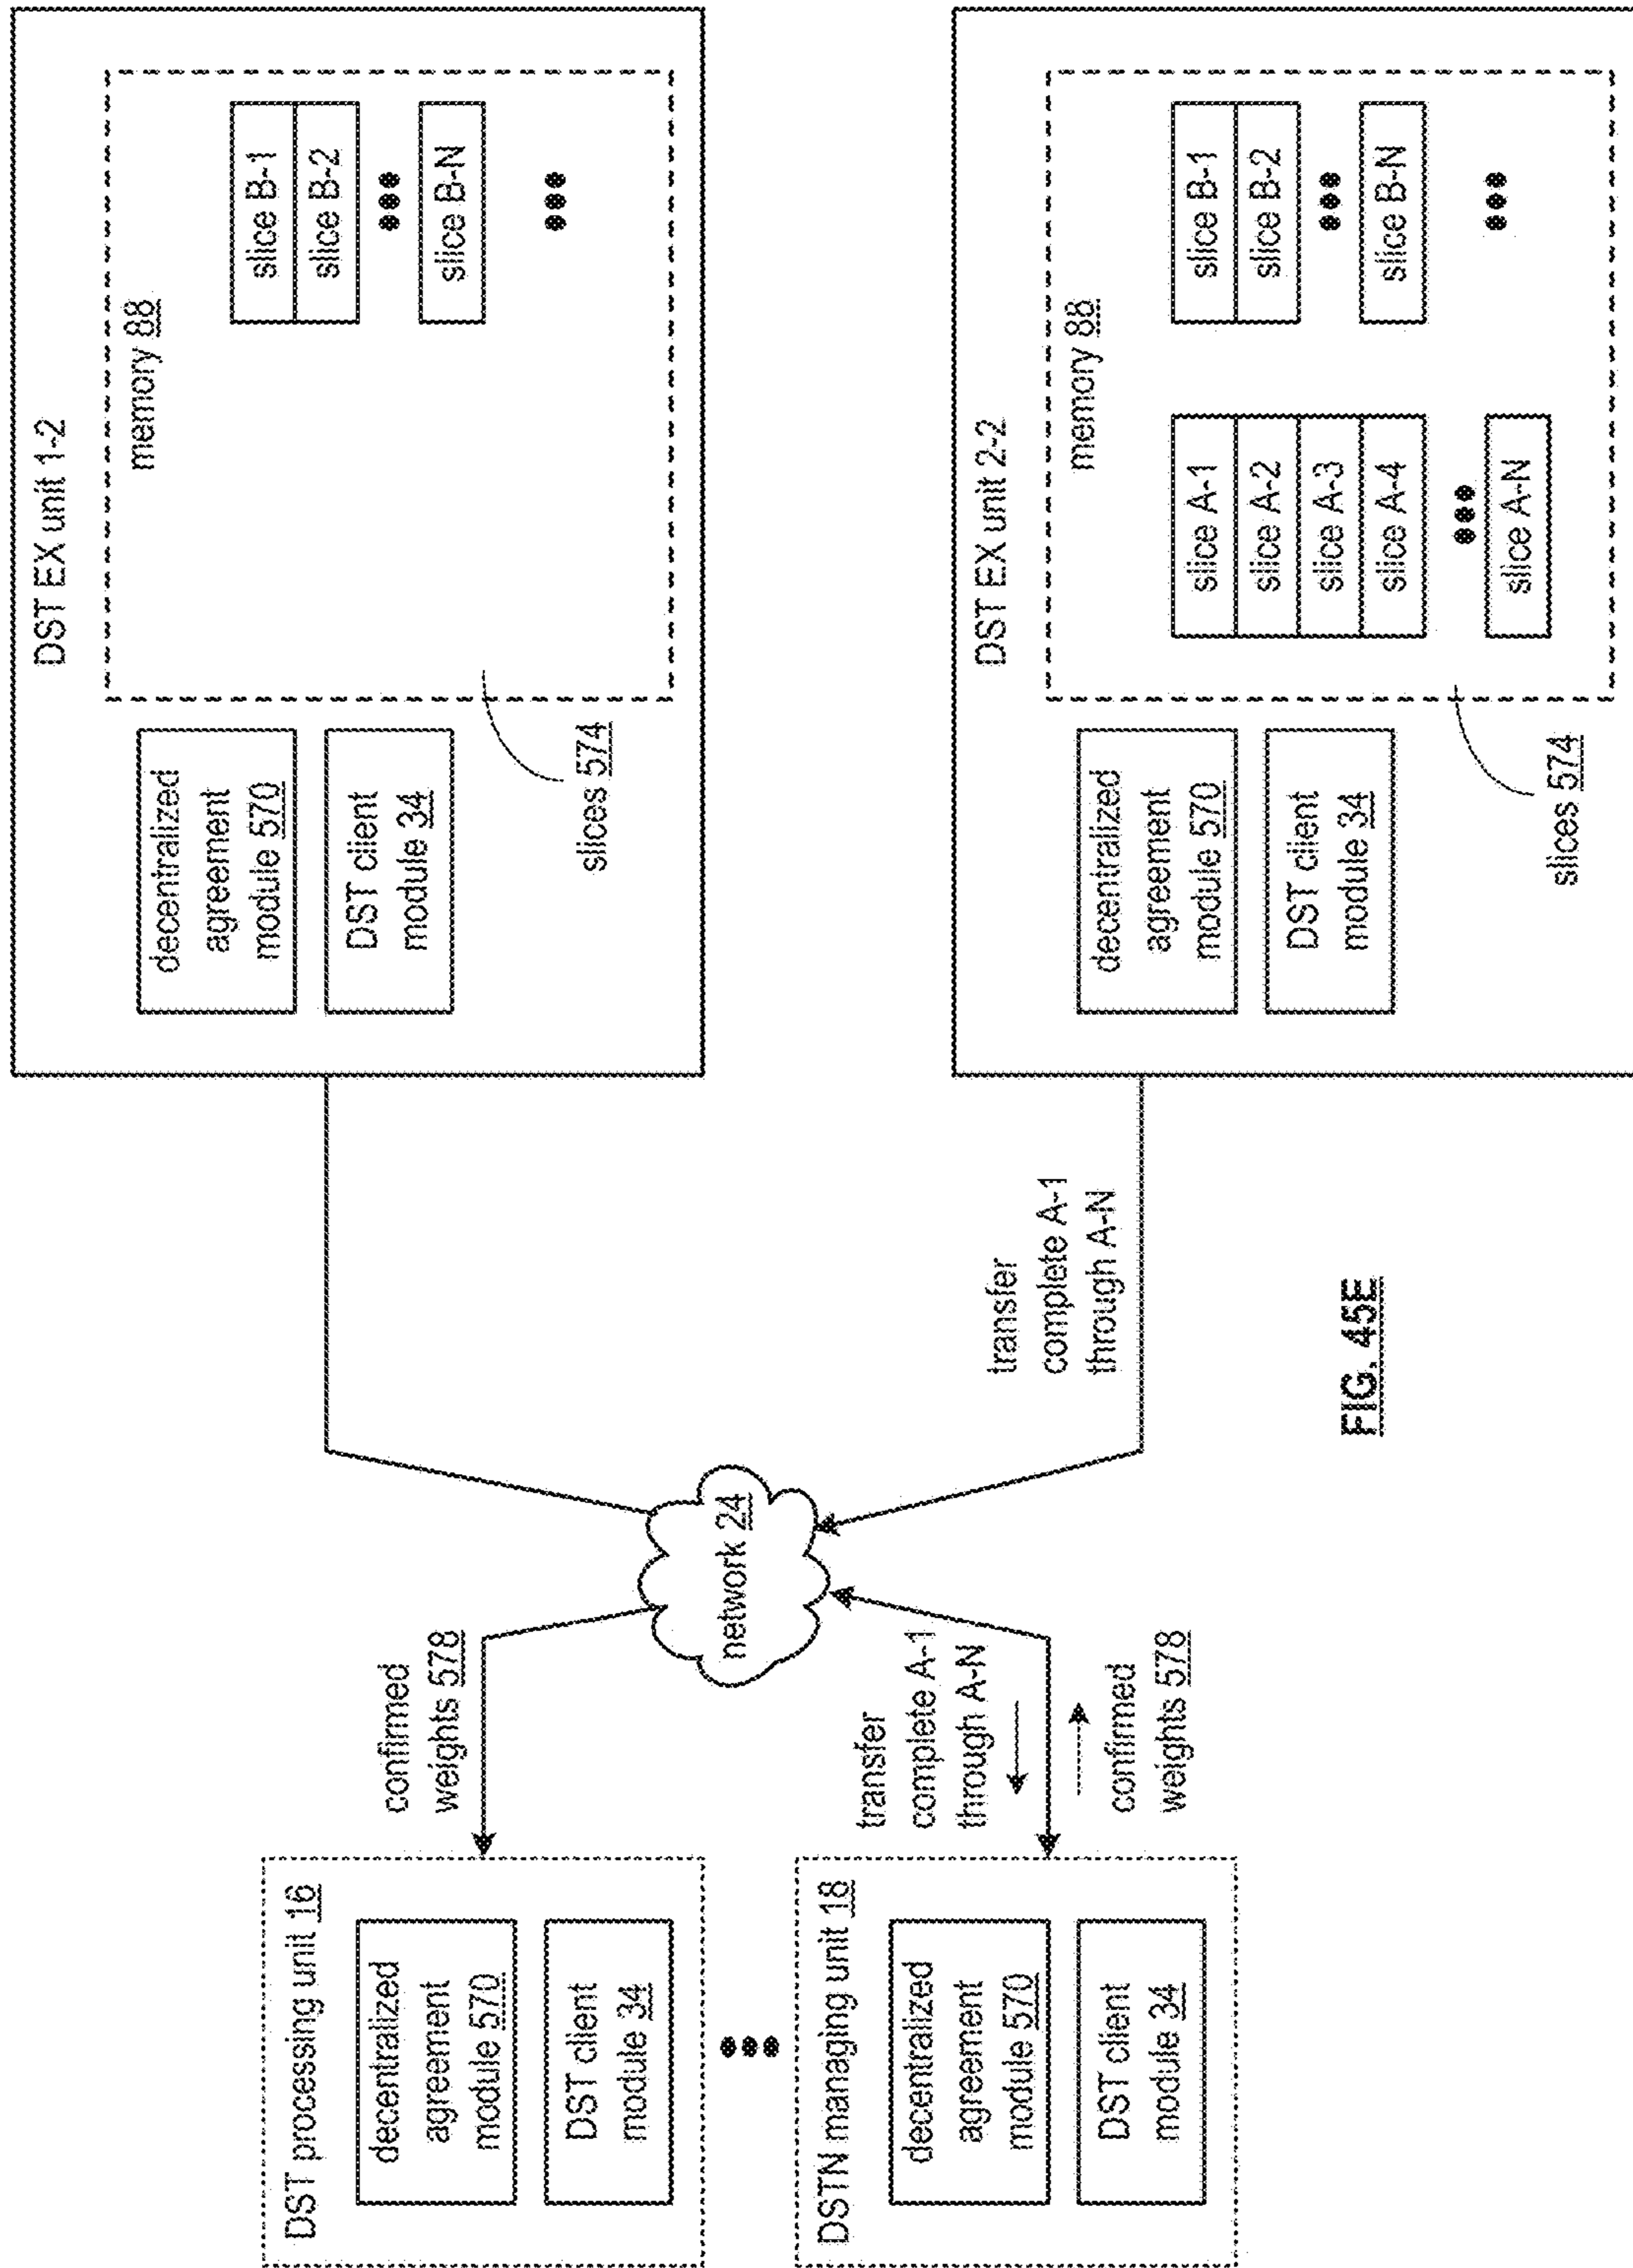 DST processing unit 16
decentralized
agreement
module 570
DST client
module 34
DSTN managing unit 18
decentralized
agreement
module 570
DST client
module 34
confirmed
weights 578
transfer
complete A-1
through A-N
confirmed
weights 578
network 24
transfer
complete A-1
through A-N
DST EX unit 1-2
decentralized
agreement
module 570
DST client
module 34
slices 574
memory 88
slice B-1
slice B-2
slice B-N
DST EX unit 2-2
decentralized
agreement
module 570
DST client
module 34
slices 574
memory 88
slice A-1
slice A-2
slice A-3
slice A-4
slice A-N
slice B-1
slice B-2
slice B-N
FIG. 45E